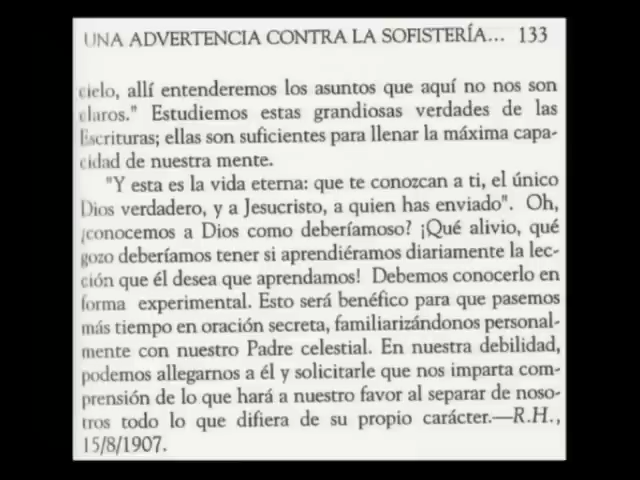 UNA ADVERTENCIA CONTRA LA SOFISTERÍA... 133
cielo, allí entenderemos los asuntos que aquí no nos son
claros." Estudiemos estas grandiosas verdades de las
Escrituras; ellas son suficientes para llenar la máxima capa-
cidad de nuestra mente.
"Y esta es la vida eterna: que te conozcan a ti, el único
Dios verdadero, y a Jesucristo, a quien has enviado". Oh,
¡conocemos a Dios como deberíamoso? ¡Qué alivio, qué
gozo deberíamos tener si aprendiéramos diariamente la lec-
ción que él desea que aprendamos! Debemos conocerlo en
forma experimental. Esto será benéfico para que pasemos
más tiempo en oración secreta, familiarizándonos personal-
mente con nuestro Padre celestial. En nuestra debilidad,
podemos allegarnos a él y solicitarle que nos imparta com-
prensión de lo que hará a nuestro favor al separar de noso-
tros todo lo que difiera de su propio carácter.—R.H.,
15/8/1907.